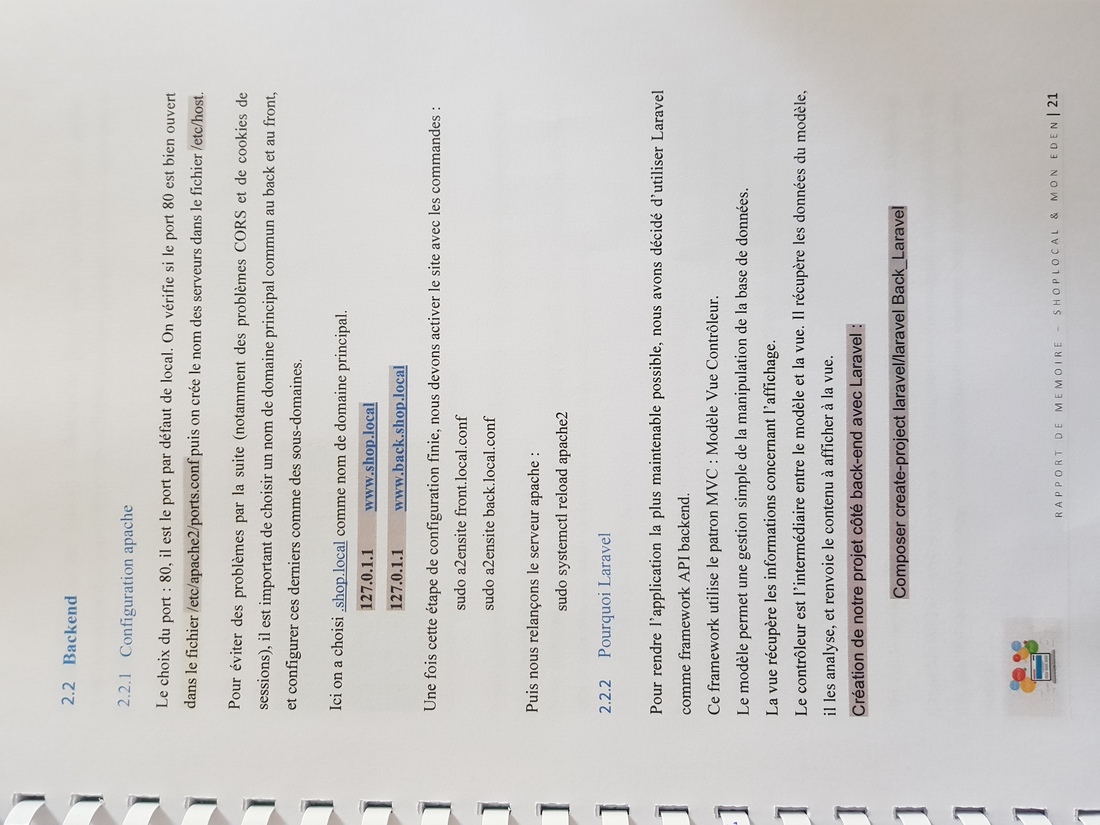 2.2 Backend
2.2.1 Configuration apache
Le choix du port : 80, il est le port par défaut de local. On vérifie si le port 80 est bien ouvert
dans le fichier /etc/apache2/ports.conf puis on crée le nom des serveurs dans le fichier /etc/host.
Pour éviter des problèmes par la suite (notamment des problèmes CORS et de cookies de
sessions), il est important de choisir un nom de domaine principal commun au back et au front,
et configurer ces derniers comme des sous-domaines.
Ici on a choisi .shop.local comme nom de domaine principal.
127.0.1.1 www.shop.local
127.0.1.1 www.back.shop.local
Une fois cette étape de configuration finie, nous devons activer le site avec les commandes :
sudo a2ensite front.local.conf
sudo a2ensite back.local.conf
Puis nous relançons le serveur apache :
sudo systemctl reload apache2
2.2.2 Pourquoi Laravel
Pour rendre l'application la plus maintenable possible, nous avons décidé d'utiliser Laravel
comme framework API backend.
Ce framework utilise le patron MVC : Modèle Vue Contrôleur.
Le modèle permet une gestion simple de la manipulation de la base de données.
La vue récupère les informations concernant l'affichage.
Le contrôleur est l'intermédiaire entre le modèle et la vue. Il récupère les données du modèle,
il les analyse, et renvoie le contenu à afficher à la vue.
Création de notre projet côté back-end avec Laravel :
Composer create-project laravel/laravel Back_Laravel
RAPPORT DE MEMOIRE – SHOPLOCAL & MON EDEN | 21